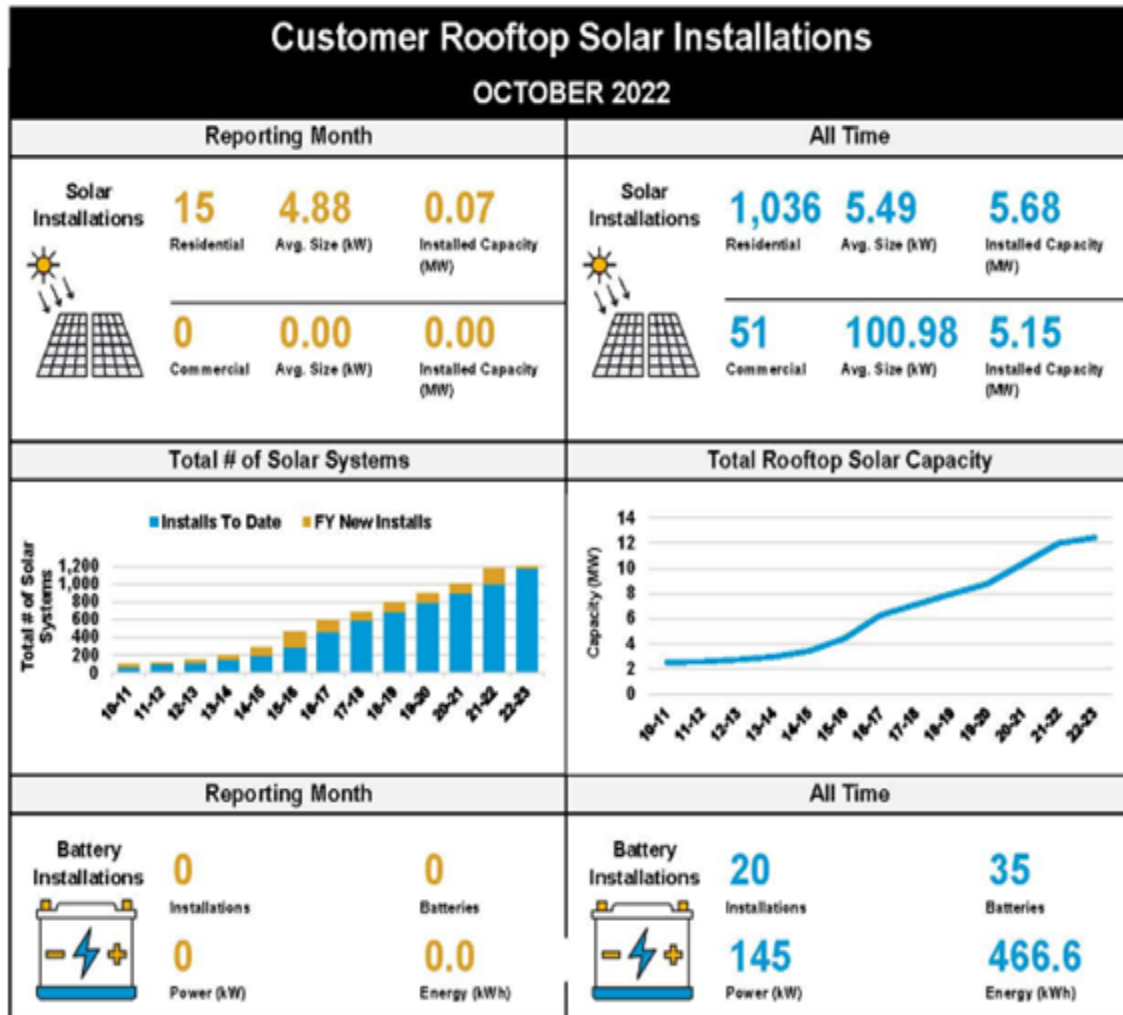 Customer Rooftop Solar Installations
OCTOBER 2022
Reporting Month
All Time
Solar
Installations
15
4.88
0.07
Residential
Avg. Size (kW)
Installed Capacity
(MW)
0
0.00
0.00
Commercial
Avg. Size (kW)
Installed Capacity
(MW)
Solar
Installations
1,036
5.49
5.68
Residential
Avg. Size (kW)
Installed Capacity
(MW)
51
100.98
5.15
Commercial
Avg. Size (kW)
Installed Capacity
(MW)
Total # of Solar Systems
Total Rooftop Solar Capacity
Installs To Date
FY New Installs
Total # of Solar
Systems
1,200
1,000
800
600
400
200
0
10-11
11-12
12-13
13-14
14-15
15-16
16-17
17-18
18-19
19-20
20-21
21-22
22-23
Capacity (MW)
14
12
10
8
6
4
2
0
10-11
11-12
12-13
13-14
14-15
15-16
16-17
17-18
18-19
19-20
20-21
21-22
22-23
Reporting Month
All Time
Battery
Installations
0
0
Installations
Batteries
0
0.0
Power (kW)
Energy (kWh)
Battery
Installations
20
35
Installations
Batteries
145
466.6
Power (kW)
Energy (kWh)